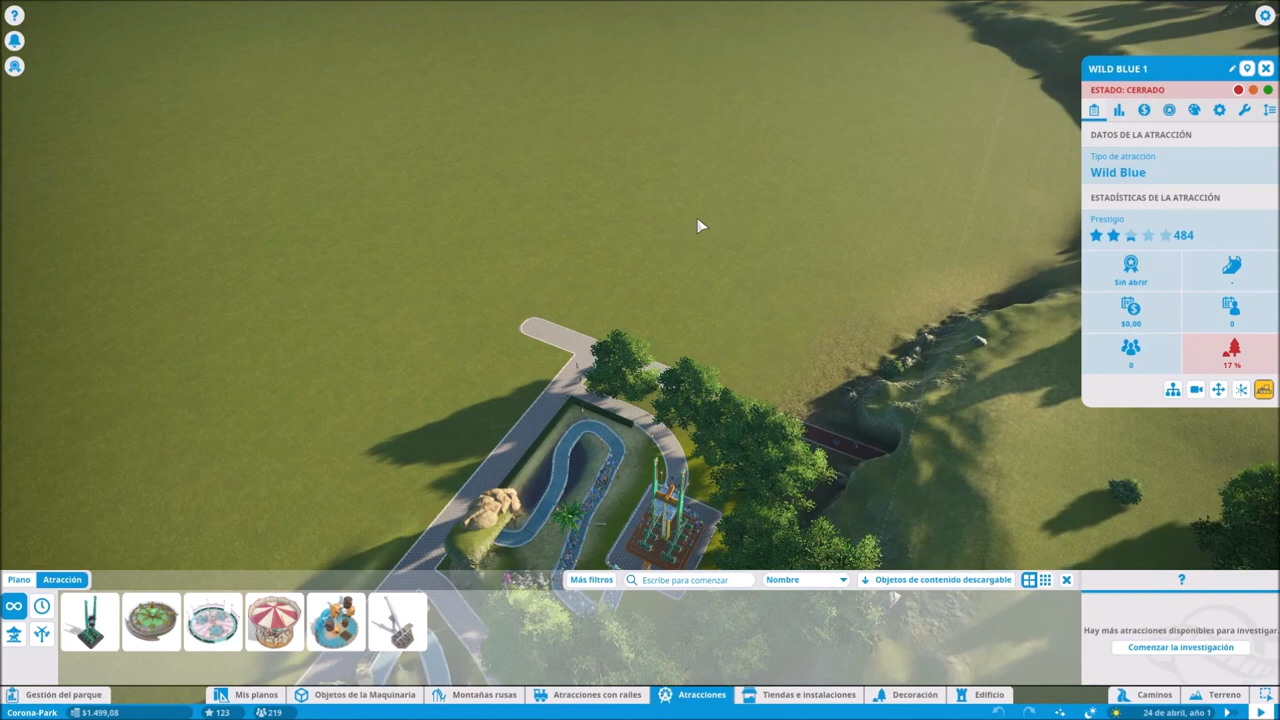 WILD BLUE 1
ESTADO: CERRADO
DATOS DE LA ATRACCIÓN
Tipo de atracción
Wild Blue
ESTADÍSTICAS DE LA ATRACCIÓN
Prestigio
484
Sin abrir
-
$0,00
0
0
17 %
Plano
Atracción
Más filtros
Escribe para comenzar
Nombre
Objetos de contenido descargable
?
Hay más atracciones disponibles para investigar.
Comenzar la investigación
Gestión del parque
Mis planos
Objetos de la Maquinaria
Montañas rusas
Atracciones con raíles
Atracciones
Tiendas e instalaciones
Decoración
Edificio
Caminos
Terreno
Corona-Park
$1.499,08
123
219
24 de abril, año 1